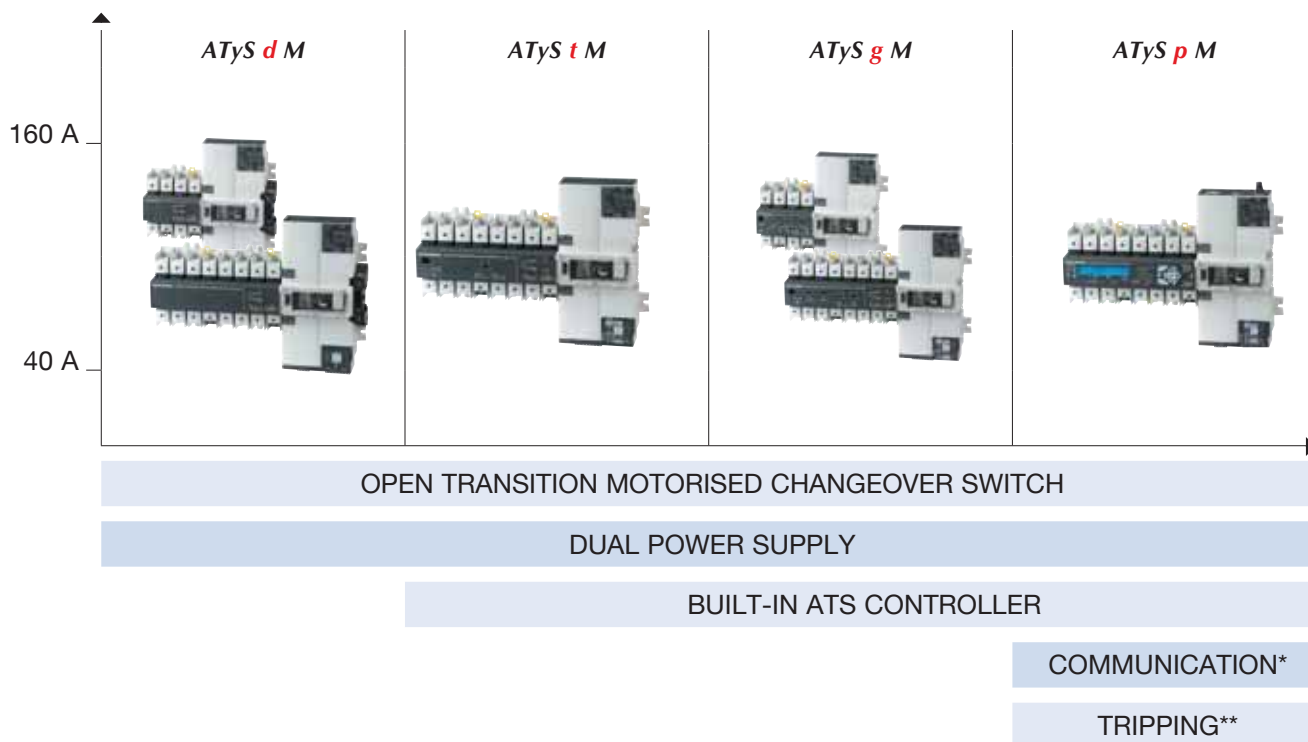 ATyS d M
ATyS t M
ATyS g M
ATyS p M
160 A
40 A
OPEN TRANSITION MOTORISED CHANGEOVER SWITCH
DUAL POWER SUPPLY
BUILT-IN ATS CONTROLLER
COMMUNICATION*
TRIPPING**